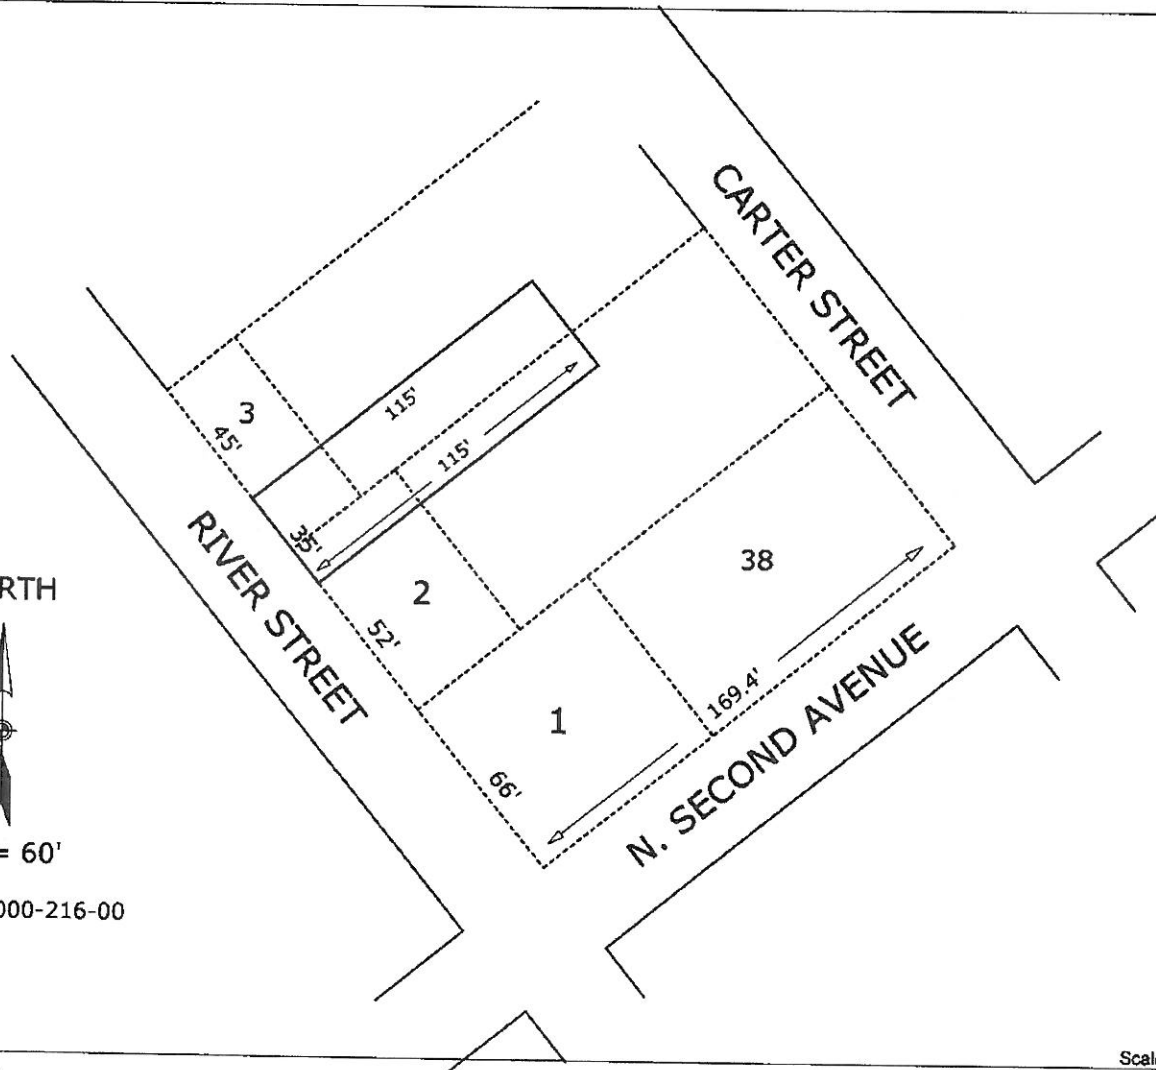 CARTER STREET
115'
3
45'
115'
35'
RIVER STREET
38
2
RTH
52'
169.4'
1
N. SECOND AVENUE
66'
= 60'
000-216-00
Scale